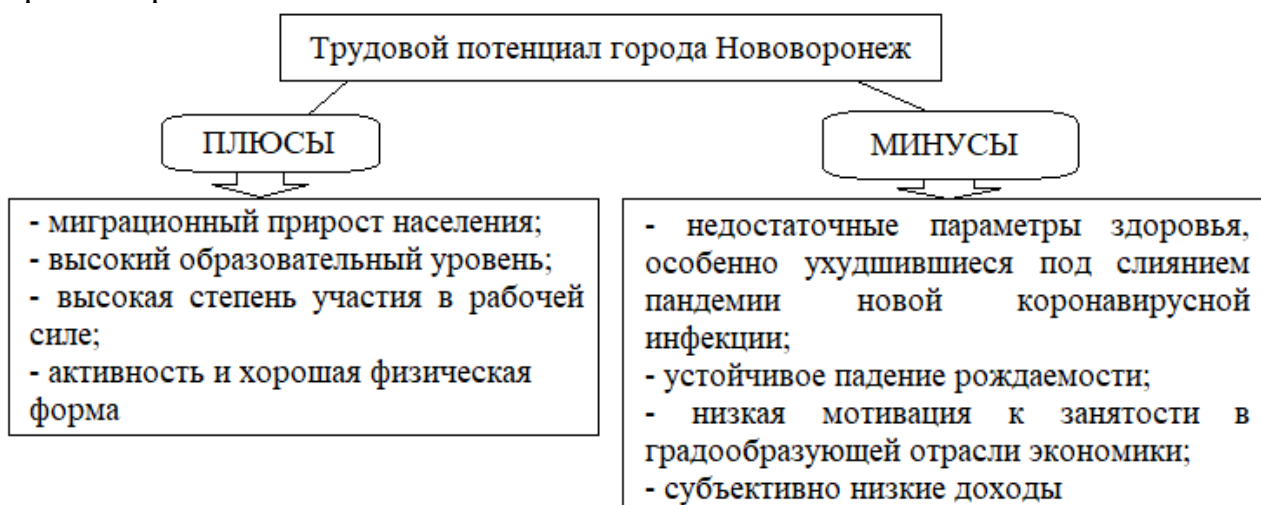 Трудовой потенциал города Нововоронеж
ПЛЮСЫ
МИНУСЫ
- миграционный прирост населения;
- высокий образовательный уровень;
- высокая степень участия в рабочей
силе;
- активность и хорошая физическая
форма
- недостаточные параметры здоровья,
особенно ухудшившиеся под слиянием
пандемии новой коронавирусной
инфекции;
- устойчивое падение рождаемости;
- низкая мотивация к занятости в
градообразующей отрасли экономики;
- субъективно низкие доходы